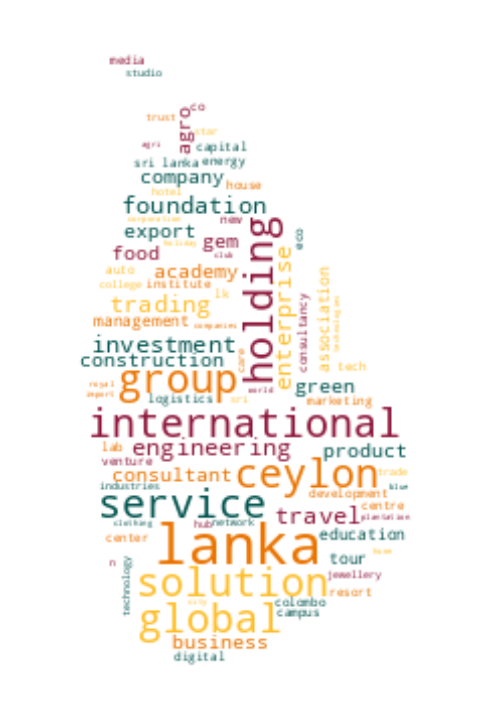 media
studio
co
agro
trust
star
agri
capital
sri lanka
energy
company
house
hotel
foundation
corporation
new
export
eco
holiday
gem
club
food
holding
enterprise
auto
academy
association
college
institute
lk
consultancy
trading
management
companies
technologies
investment
construction
care
tech
group
world
green
royal
import
logistics
sri
marketing
international
lab
engineering
product
venture
consultant
ceylon
trade
industries
blue
development
service
centre
travel
plantation
clothing
hub
network
center
lanka
education
home
n
tour
technology
solution
jewellery
resort
city
colombo
global
campus
business
digital